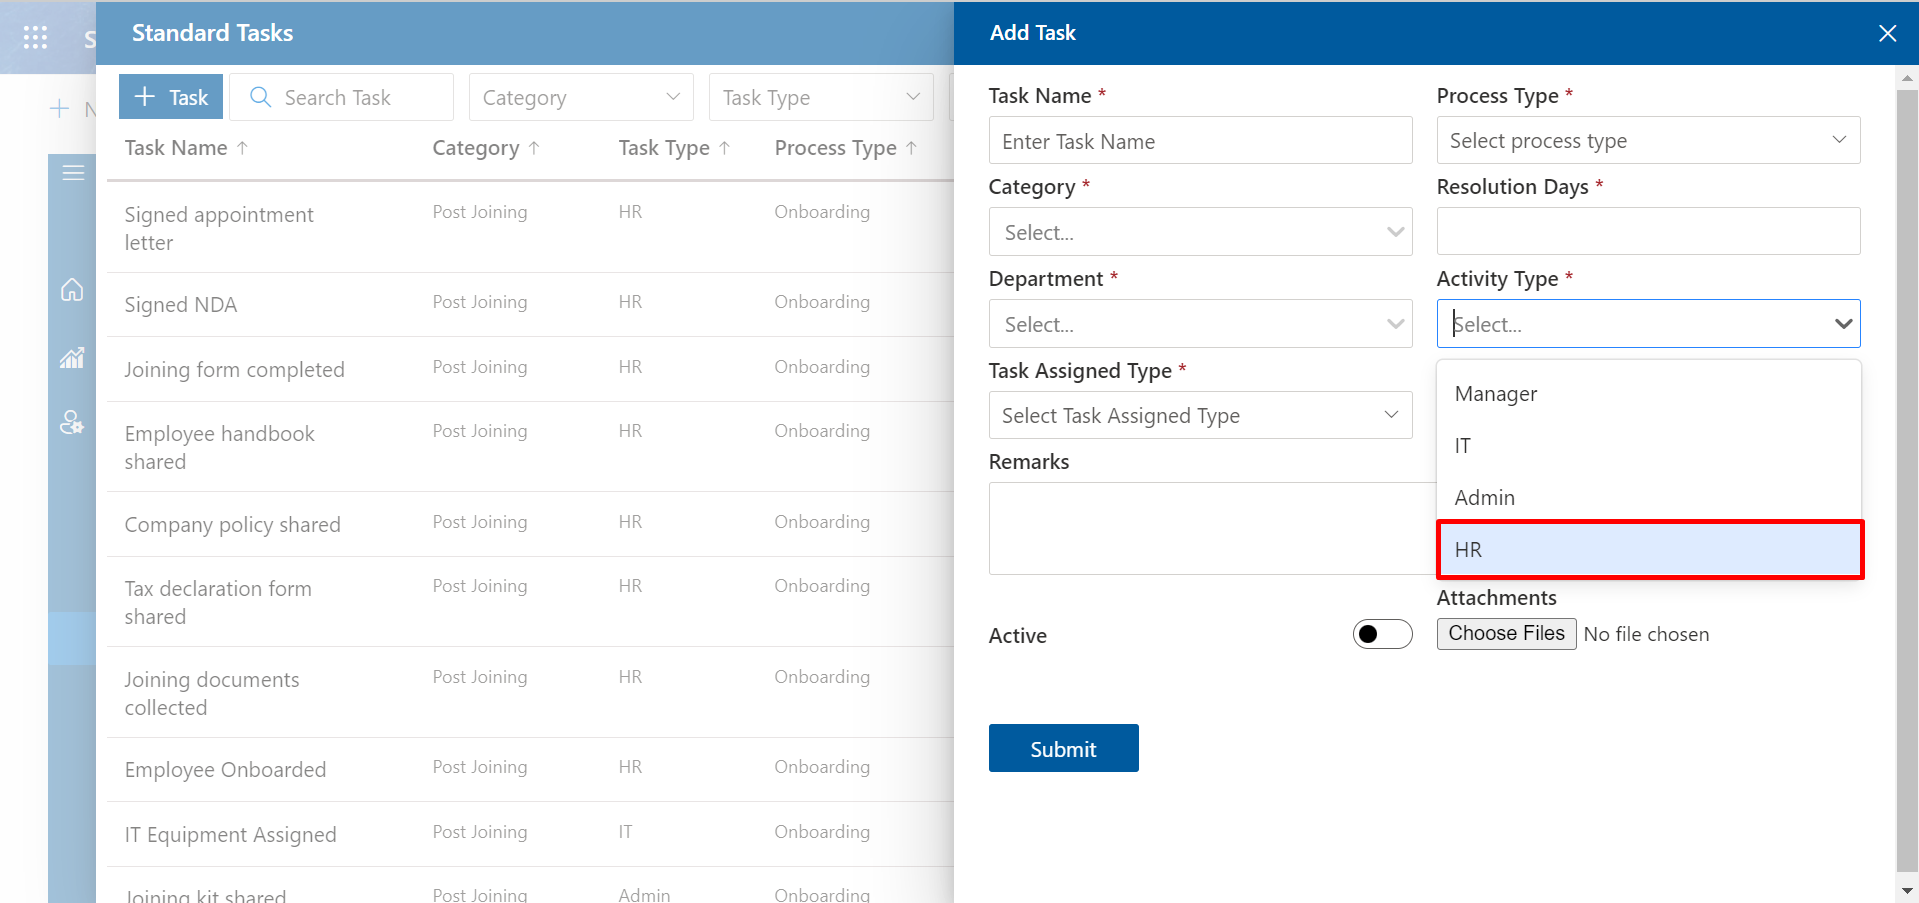 S
N
Standard Tasks
Task
Search Task
Category
Task Type
Task Name ↑
Category ↑
Task Type ↑
Process Type ↑
Signed appointment
letter
Post Joining
HR
Onboarding
Signed NDA
Post Joining
HR
Onboarding
Joining form completed
Post Joining
HR
Onboarding
Employee handbook
shared
Post Joining
HR
Onboarding
Company policy shared
Post Joining
HR
Onboarding
Tax declaration form
shared
Post Joining
HR
Onboarding
Joining documents
collected
Post Joining
HR
Onboarding
Employee Onboarded
Post Joining
HR
Onboarding
IT Equipment Assigned
Post Joining
IT
Onboarding
Joining kit shared
Post Joining
Admin
Onboarding
Add Task
Task Name *
Enter Task Name
Process Type *
Select process type
Category *
Select...
Resolution Days *
Department *
Select...
Activity Type *
Select...
Manager
IT
Admin
HR
Task Assigned Type *
Select Task Assigned Type
Remarks
Attachments
Choose Files No file chosen
Active
Submit